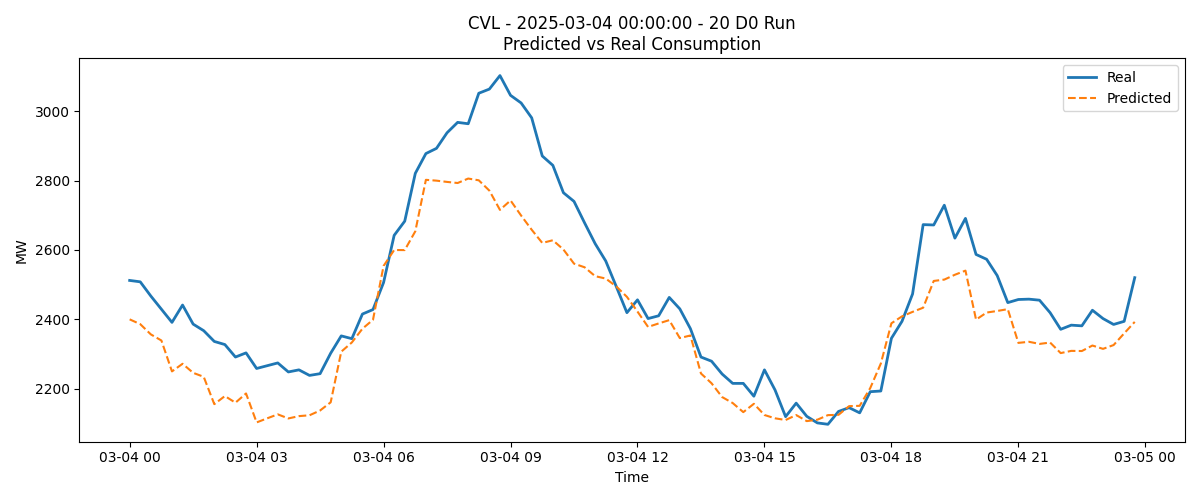 CVL - 2025-03-04 00:00:00 - 20 D0 Run
Predicted vs Real Consumption
Real
Predicted
MW
3000
2800
2600
2400
2200
03-04 00 03-04 03 03-04 06 03-04 09 03-04 12 03-04 15 03-04 18 03-04 21 03-05 00
Time